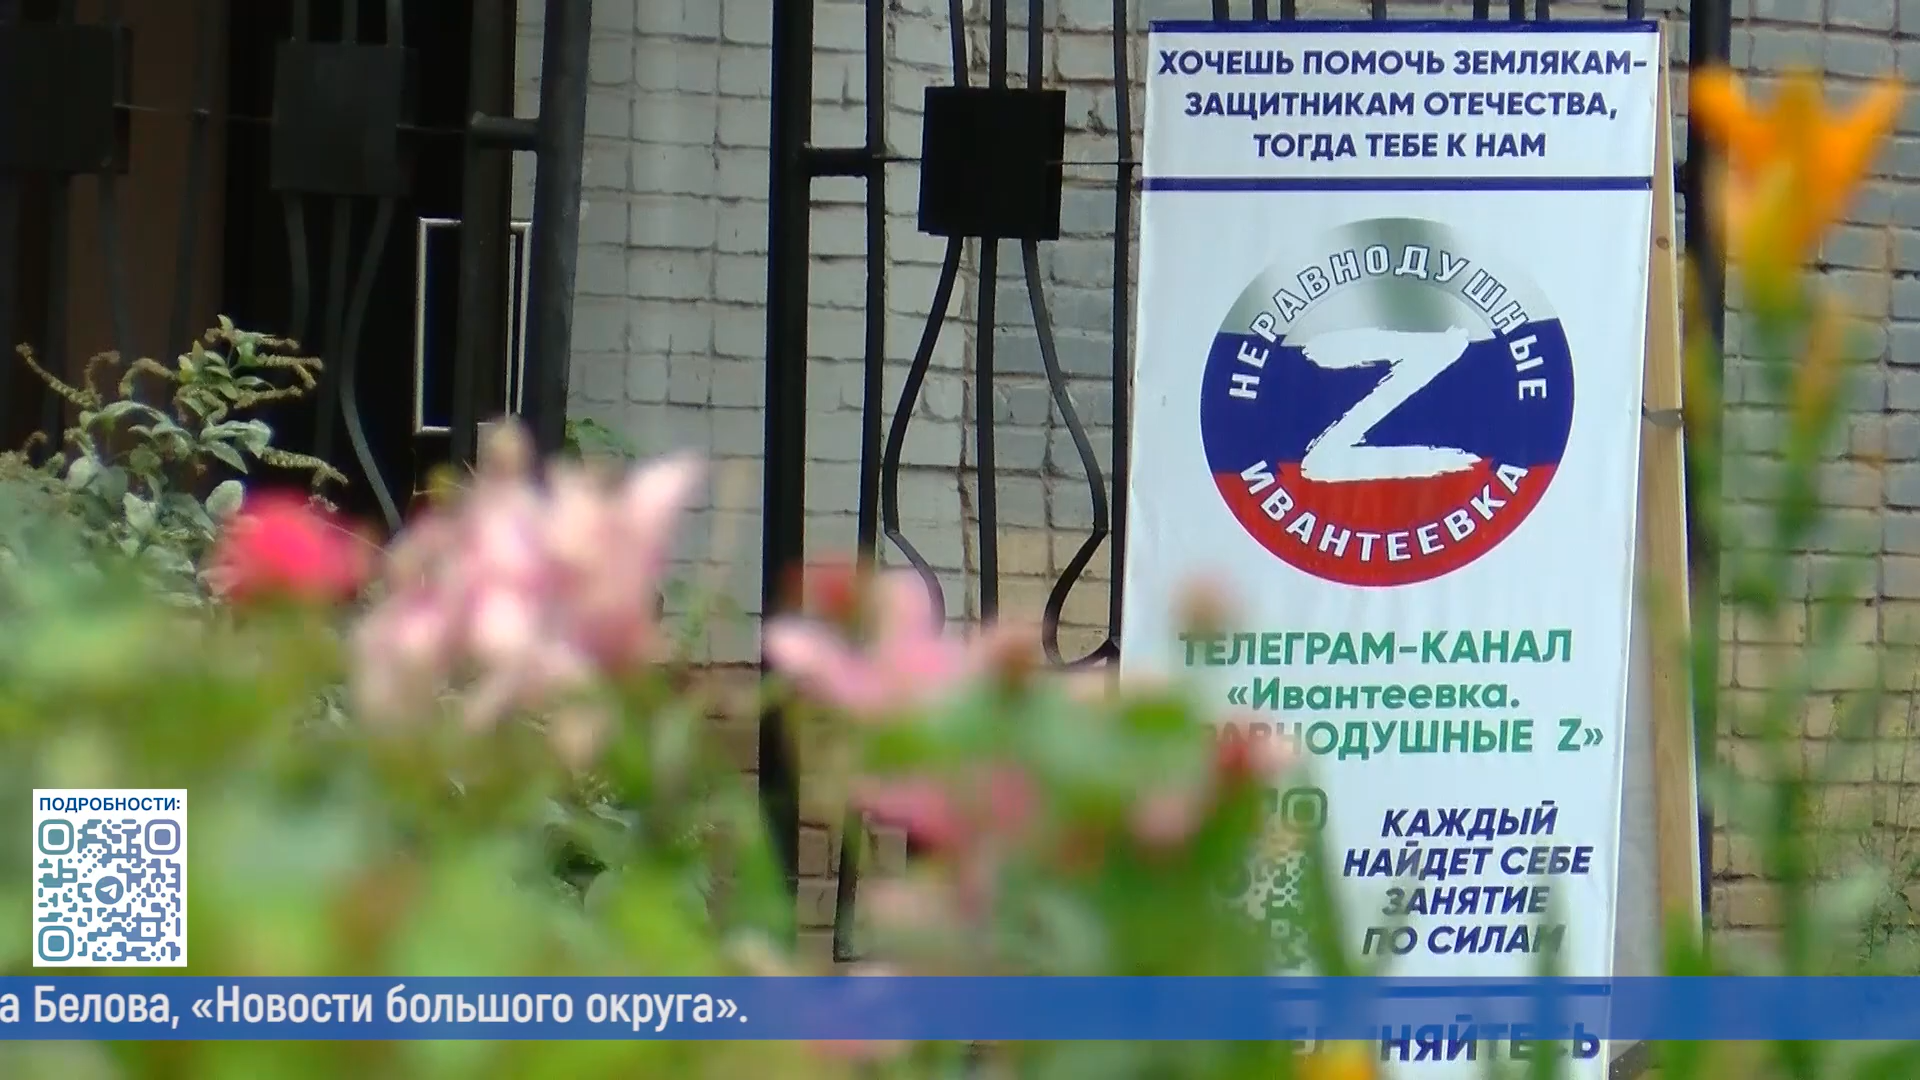 ХОЧЕШЬ ПОМОЧЬ ЗЕМЛЯКАМ-
ЗАЩИТНИКАМ ОТЕЧЕСТВА,
ТОГДА ТЕБЕ К НАМ
НЕРАВНОДУШНЫЕ
Z
ИВАНТЕЕВКА
ТЕЛЕГРАМ-КАНАЛ
«Ивантеевка.
РАВНОДУШНЫЕ Z»
КАЖДЫЙ
НАЙДЕТ СЕБЕ
ЗАНЯТИЕ
ПО СИЛАМ
ПОДРОБНОСТИ:
а Белова, «Новости большого округа».